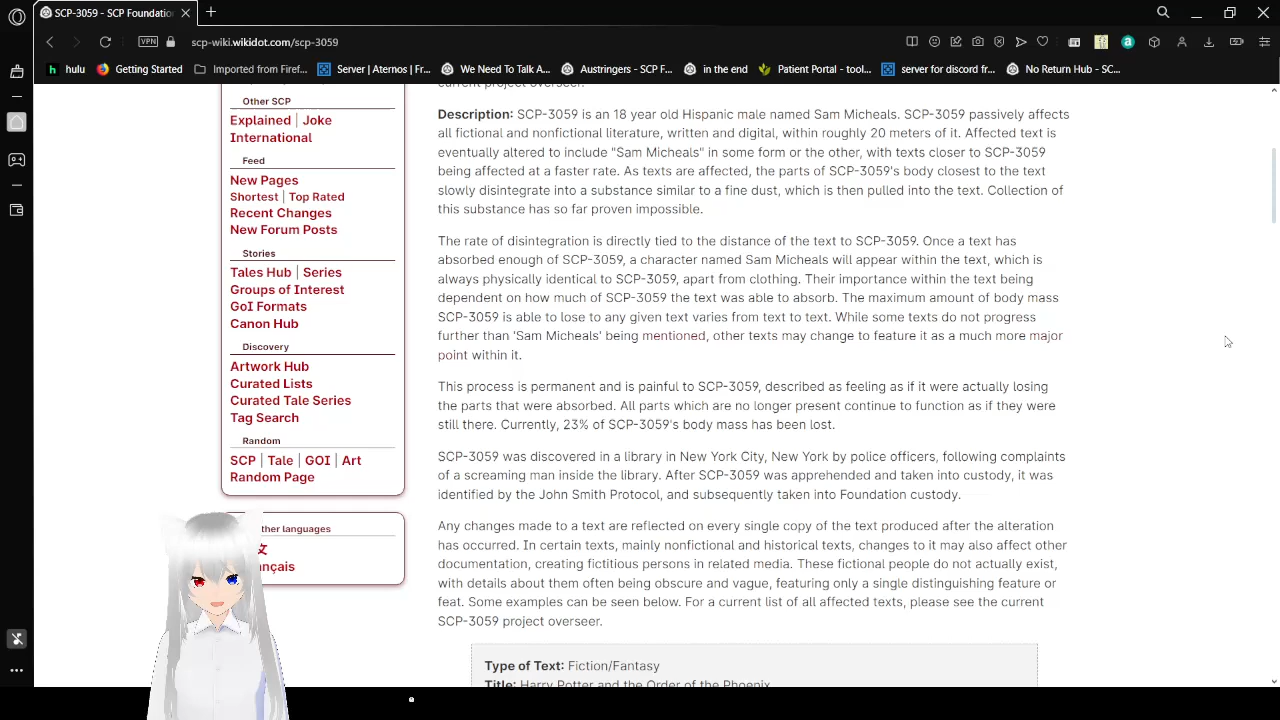 SCP-3059 - SCP Foundatio
scp-wiki.wikidot.com/scp-3059
VPN
hulu
Getting Started
Imported from Firef...
Server | Aternos | Fr...
We Need To Talk A...
Austringers - SCP F...
in the end
Patient Portal - tool...
server for discord fr...
No Return Hub - SC...
current project overseer.
Other SCP
Explained | Joke
International
Feed
New Pages
Shortest | Top Rated
Recent Changes
New Forum Posts
Stories
Tales Hub | Series
Groups of Interest
GoI Formats
Canon Hub
Discovery
Artwork Hub
Curated Lists
Curated Tale Series
Tag Search
Random
SCP | Tale | GOI | Art
Random Page
ther languages
文
ançais
Description: SCP-3059 is an 18 year old Hispanic male named Sam Micheals. SCP-3059 passively affects
all fictional and nonfictional literature, written and digital, within roughly 20 meters of it. Affected text is
eventually altered to include "Sam Micheals" in some form or the other, with texts closer to SCP-3059
being affected at a faster rate. As texts are affected, the parts of SCP-3059's body closest to the text
slowly disintegrate into a substance similar to a fine dust, which is then pulled into the text. Collection of
this substance has so far proven impossible.
The rate of disintegration is directly tied to the distance of the text to SCP-3059. Once a text has
absorbed enough of SCP-3059, a character named Sam Micheals will appear within the text, which is
always physically identical to SCP-3059, apart from clothing. Their importance within the text being
dependent on how much of SCP-3059 the text was able to absorb. The maximum amount of body mass
SCP-3059 is able to lose to any given text varies from text to text. While some texts do not progress
further than 'Sam Micheals' being mentioned, other texts may change to feature it as a much more major
point within it.
This process is permanent and is painful to SCP-3059, described as feeling as if it were actually losing
the parts that were absorbed. All parts which are no longer present continue to function as if they were
still there. Currently, 23% of SCP-3059's body mass has been lost.
SCP-3059 was discovered in a library in New York City, New York by police officers, following complaints
of a screaming man inside the library. After SCP-3059 was apprehended and taken into custody, it was
identified by the John Smith Protocol, and subsequently taken into Foundation custody.
Any changes made to a text are reflected on every single copy of the text produced after the alteration
has occurred. In certain texts, mainly nonfictional and historical texts, changes to it may also affect other
documentation, creating fictitious persons in related media. These fictional people do not actually exist,
with details about them often being obscure and vague, featuring only a single distinguishing feature or
feat. Some examples can be seen below. For a current list of all affected texts, please see the current
SCP-3059 project overseer.
Type of Text: Fiction/Fantasy
Title: Harry Potter and the Order of the Phoenix